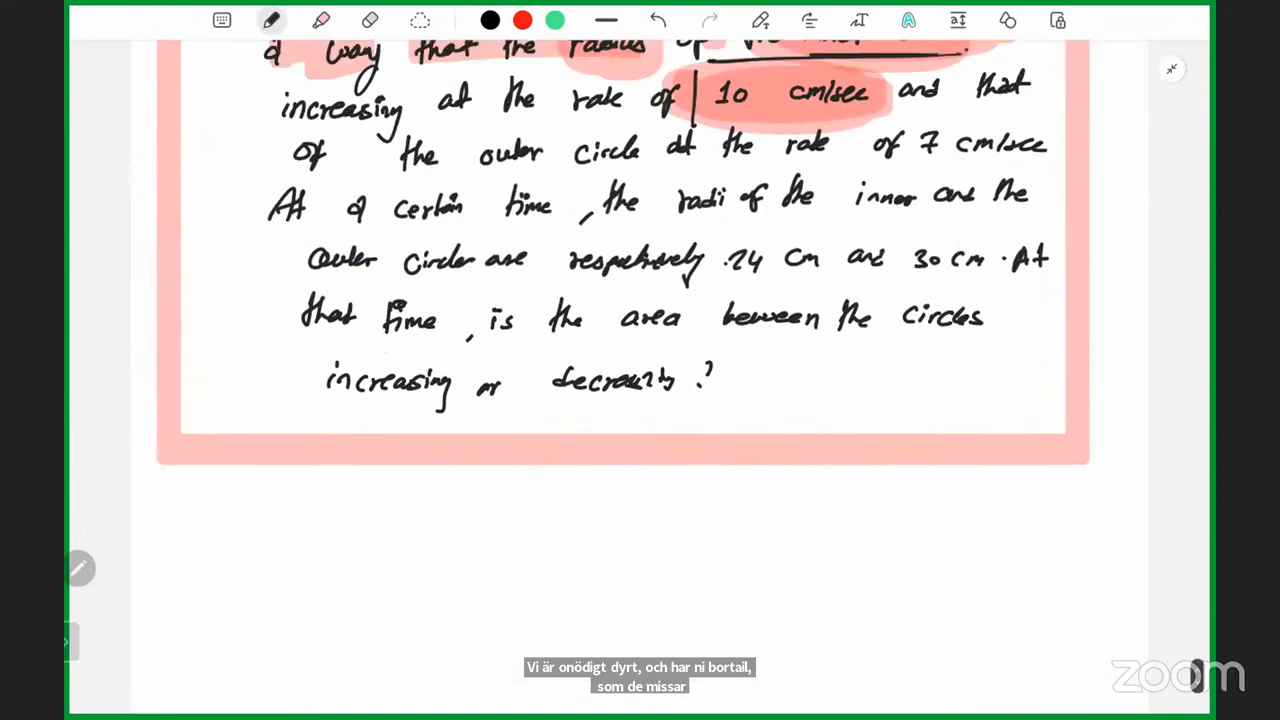 a way that the radius of the
increasing at the rate of 10 cm/sec and that
of the outer circle at the rate of 7 cm/sec
At a certain time, the radii of the inner and the
outer circles are respectively 24 cm and 30 cm. At
that time, is the area beween the circles
increasing or decreasing?
Vi är onödigt dyrt, och har ni bortail,
som de missar
zoom